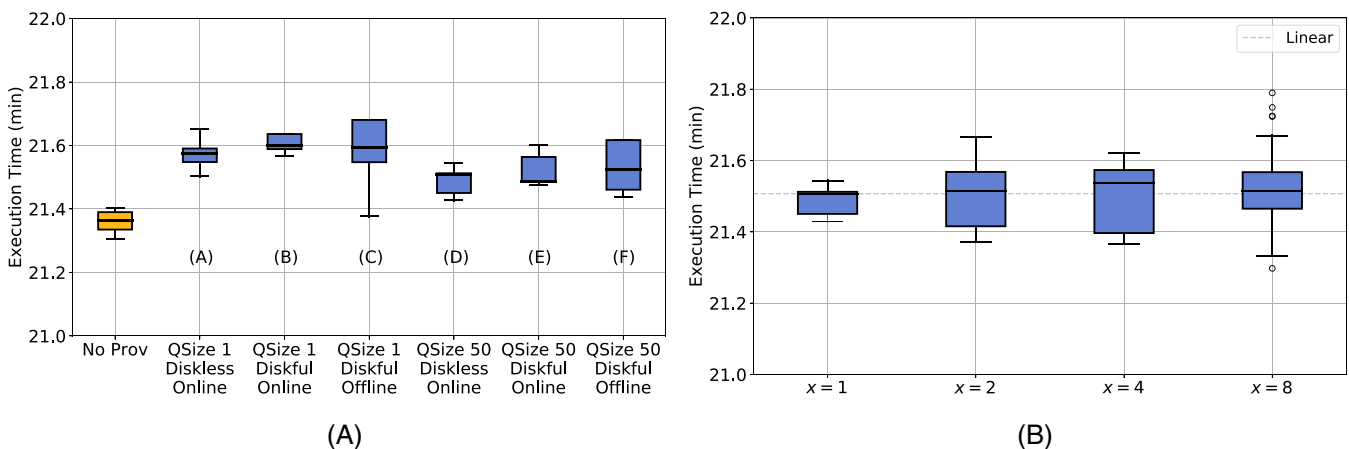 22.0
21.8
21.6
21.4
21.2
21.0
Execution Time (min)
(A) (B) (C) (D) (E) (F)
No Prov QSize 1 QSize 1 QSize 1 QSize 50 QSize 50 QSize 50
Diskless Diskful Diskful Diskless Diskful Diskful
Online Online Offline Online Online Offline
(A)
22.0
21.8
21.6
21.4
21.2
21.0
Execution Time (min)
Linear
x = 1 x = 2 x = 4 x = 8
(B)